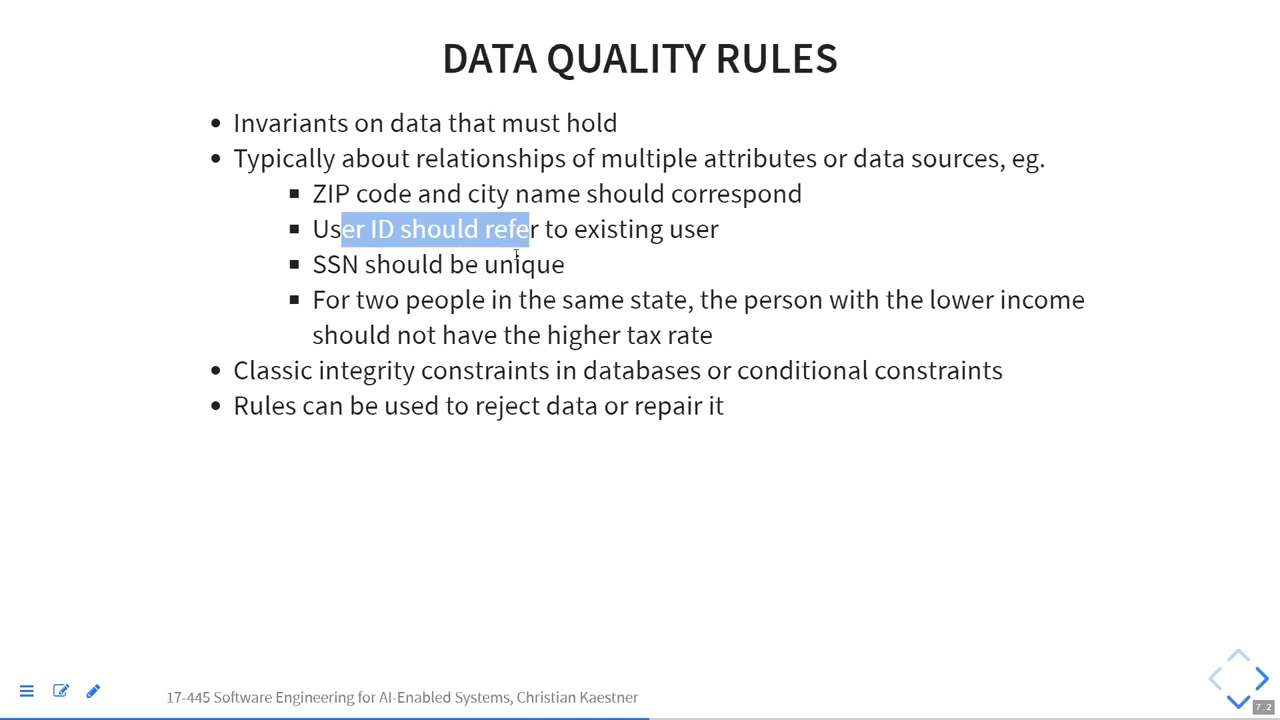 DATA QUALITY RULES
Invariants on data that must hold
Typically about relationships of multiple attributes or data sources, eg.
ZIP code and city name should correspond
User ID should refer to existing user
SSN should be unique
For two people in the same state, the person with the lower income
should not have the higher tax rate
Classic integrity constraints in databases or conditional constraints
Rules can be used to reject data or repair it
17-445 Software Engineering for AI-Enabled Systems, Christian Kaestner
7.2